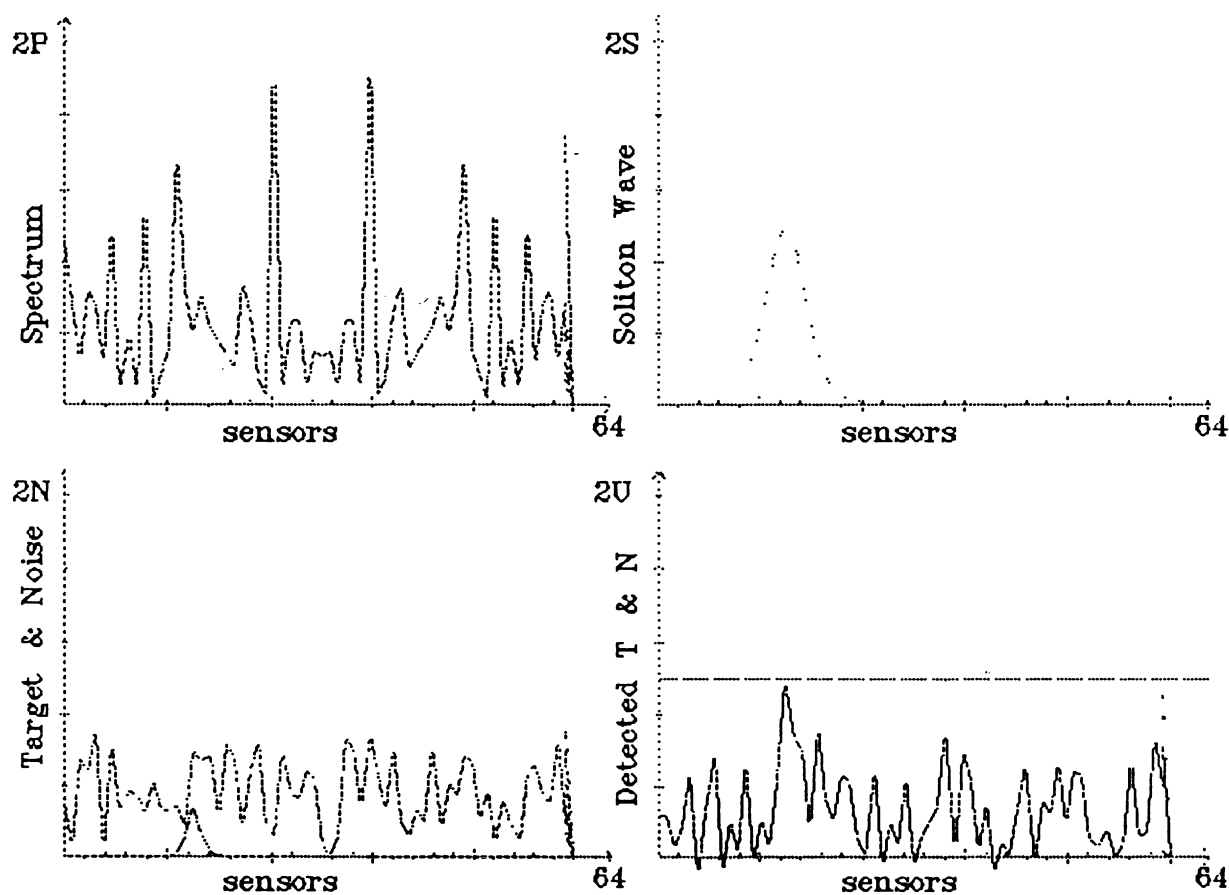 2P
Spectrum
sensors
64
2S
Soliton Wave
sensors
64
2N
Target & Noise
sensors
64
2U
Detected T & N
sensors
64